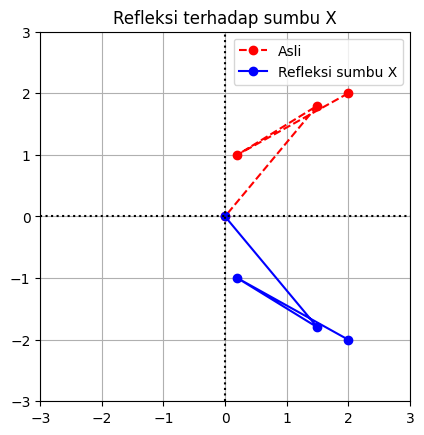 Refleksi terhadap sumbu X
3
Asli
Refleksi sumbu X
2
1
0
−1
−2
−3
−3 −2 −1 0 1 2 3